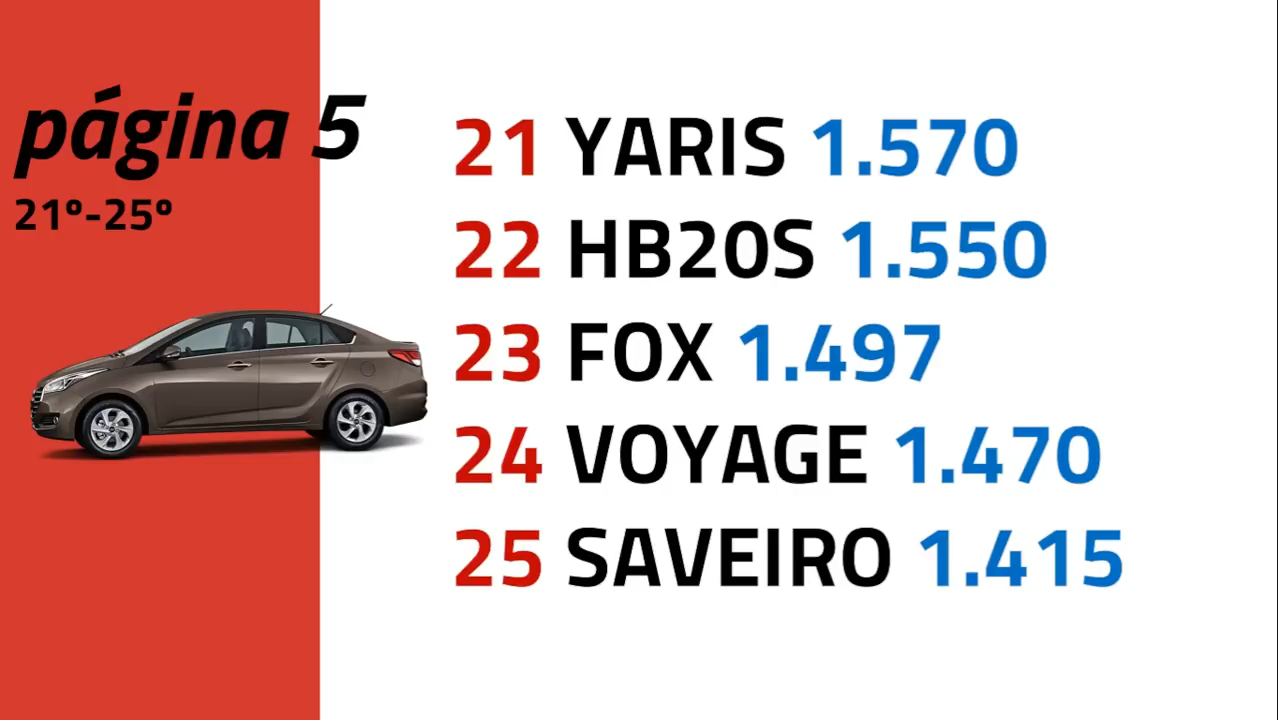 página 5
21º-25º
21 YARIS 1.570
22 HB20S 1.550
23 FOX 1.497
24 VOYAGE 1.470
25 SAVEIRO 1.415